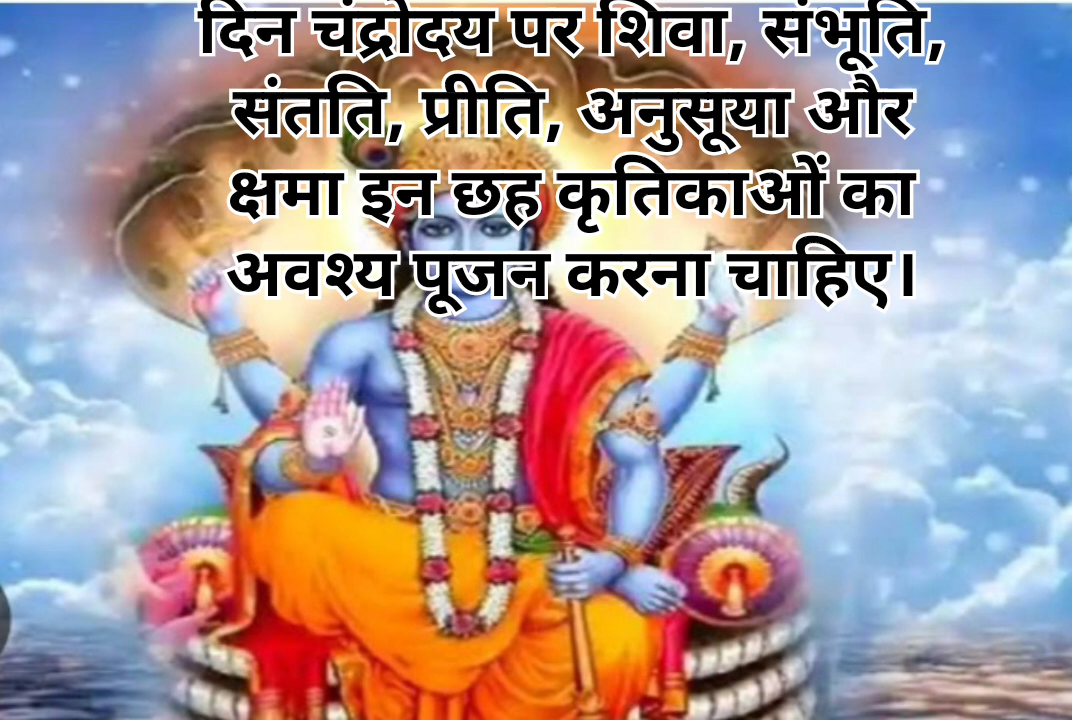 दिन चंद्रोदय पर शिवा, संभूति,
संतति, प्रीति, अनुसूया और
क्षमा इन छह कृतिकाओं का
अवश्य पूजन करना चाहिए।